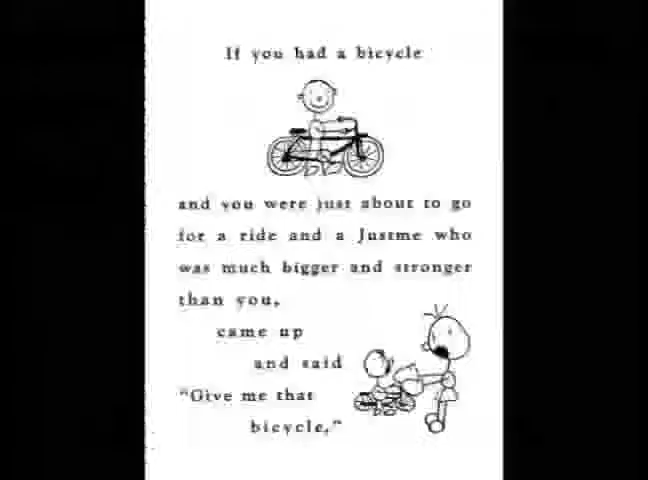 If you had a bicycle
and you were just about to go
for a ride and a Justme who
was much bigger and stronger
than you,
came up
and said
"Give me that
bicycle,"